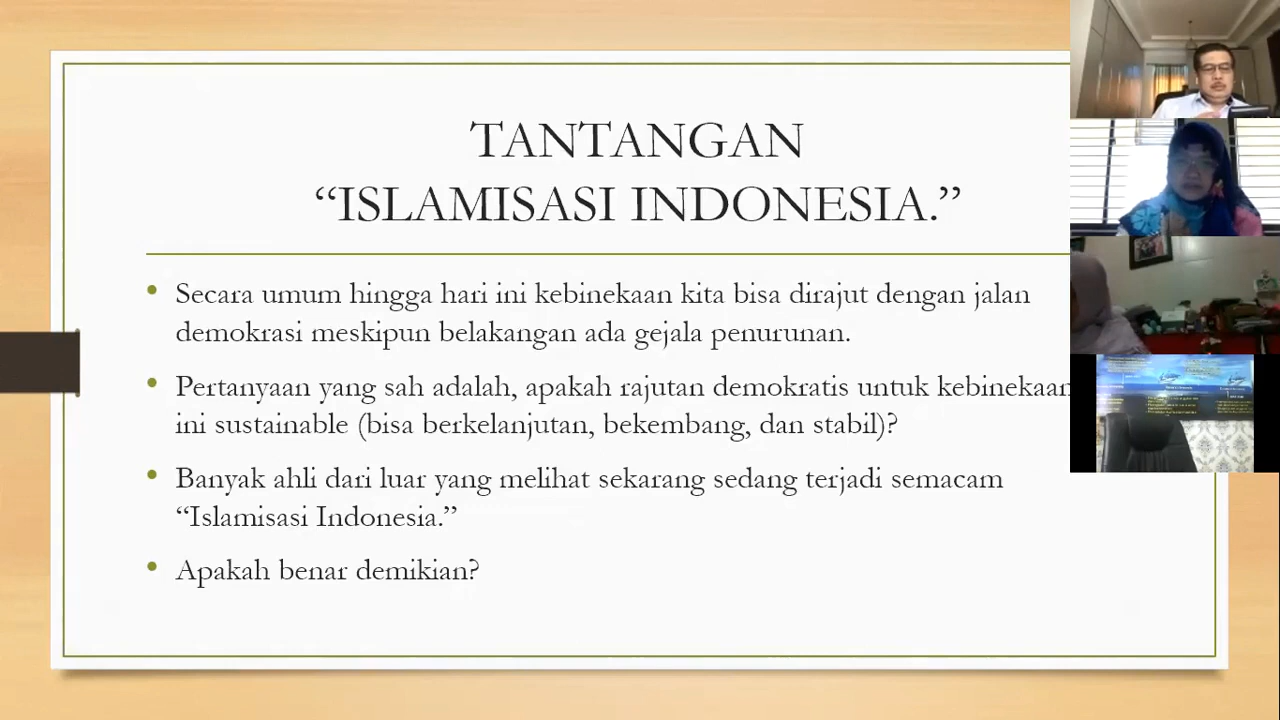 TANTANGAN
“ISLAMISASI INDONESIA.”
• Secara umum hingga hari ini kebinekaan kita bisa dirajut dengan jalan
demokrasi meskipun belakangan ada gejala penurunan.
• Pertanyaan yang sah adalah, apakah rajutan demokratis untuk kebinekaan
ini sustainable (bisa berkelanjutan, bekembang, dan stabil)?
• Banyak ahli dari luar yang melihat sekarang sedang terjadi semacam
“Islamisasi Indonesia.”
• Apakah benar demikian?